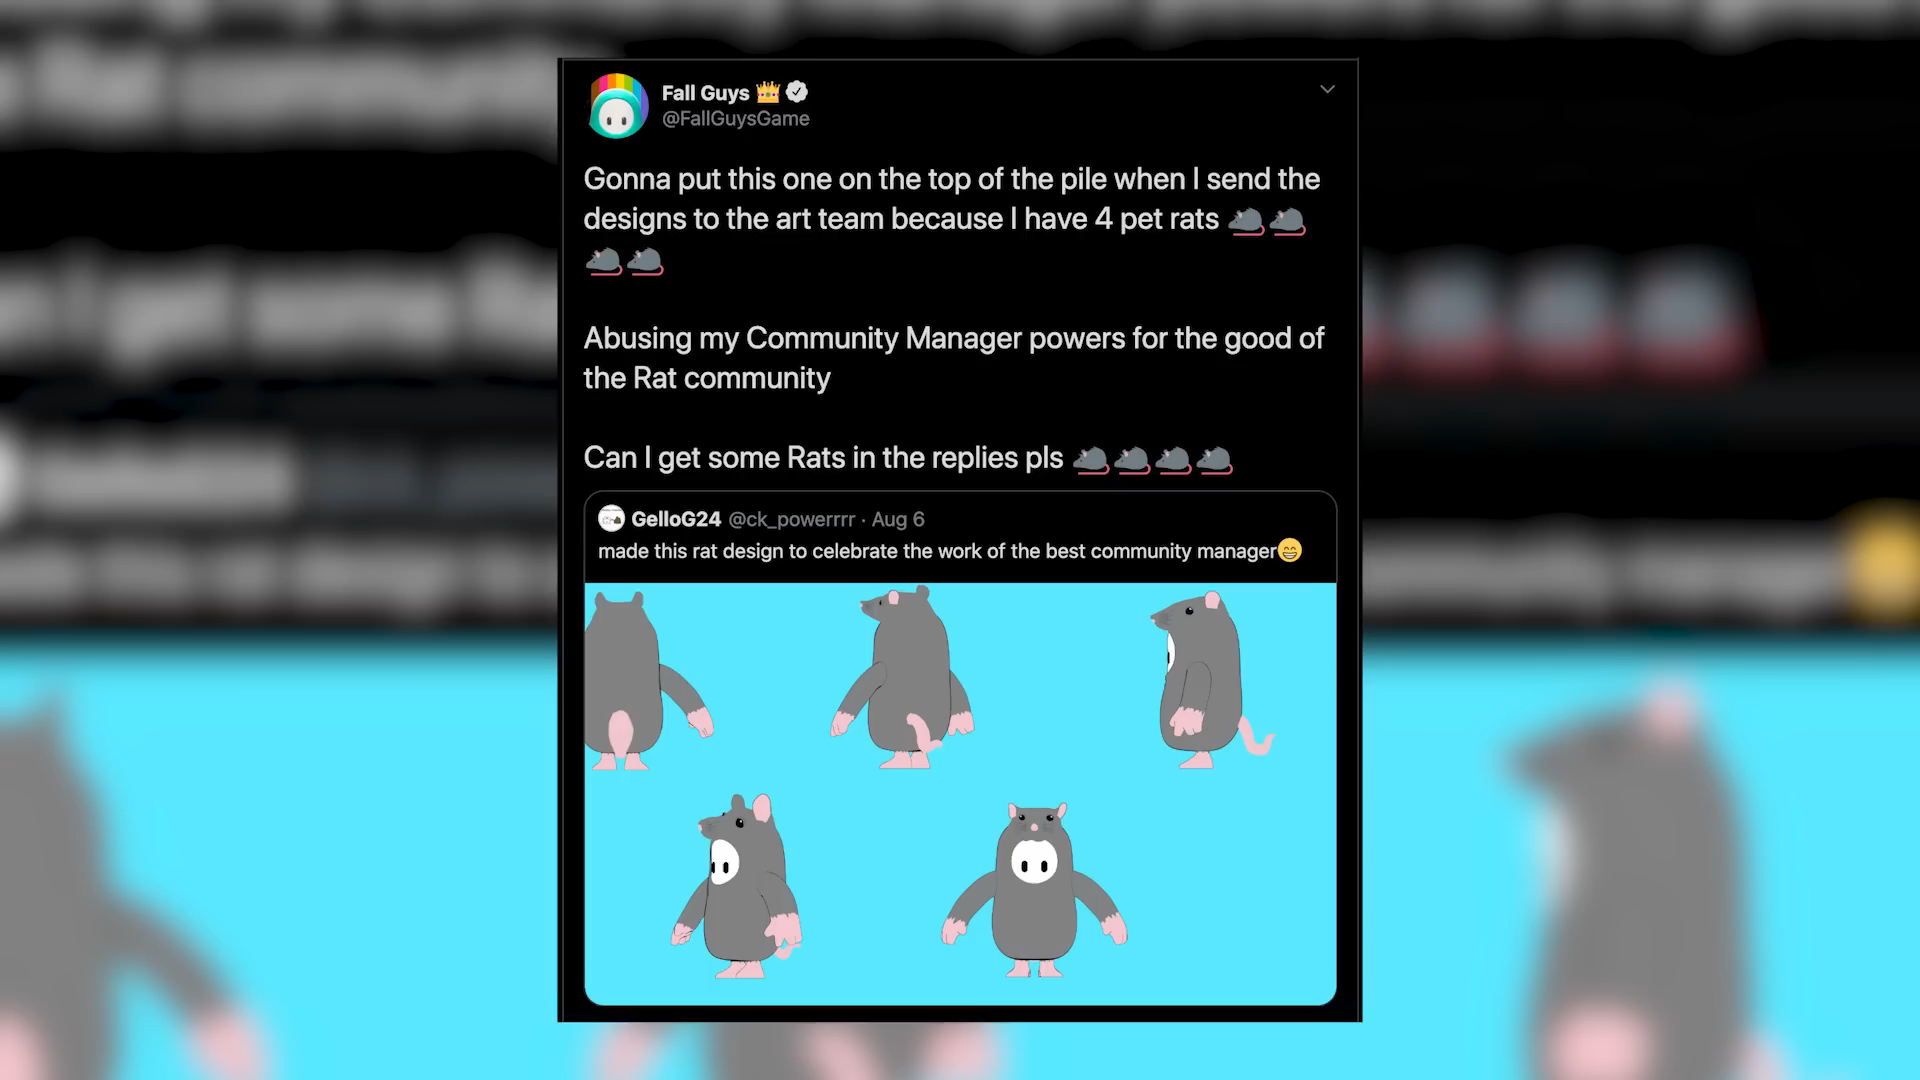 Fall Guys 👑
@FallGuysGame
Gonna put this one on the top of the pile when I send the
designs to the art team because I have 4 pet rats 🐀🐀
🐀🐀
Abusing my Community Manager powers for the good of
the Rat community
Can I get some Rats in the replies pls 🐀🐀🐀🐀
GelloG24 @ck_powerrrr · Aug 6
made this rat design to celebrate the work of the best community manager😁